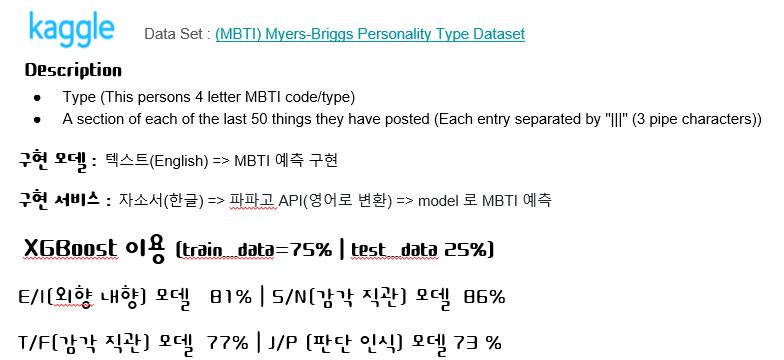 kaggle Data Set : (MBTI) Myers-Briggs Personality Type Dataset
Description
● Type (This persons 4 letter MBTI code/type)
● A section of each of the last 50 things they have posted (Each entry separated by "|||" (3 pipe characters))
구현 모델 : 텍스트(English) => MBTI 예측 구현
구현 서비스 : 자소서(한글) => 파파고 API(영어로 변환) => model 로 MBTI 예측
XGBoost 이용 (train_data=75% | test_data 25%)
E/I(외향 내향) 모델 81% | S/N(감각 직관) 모델 86%
T/F(감각 직관) 모델 77% | J/P (판단 인식) 모델 73 %